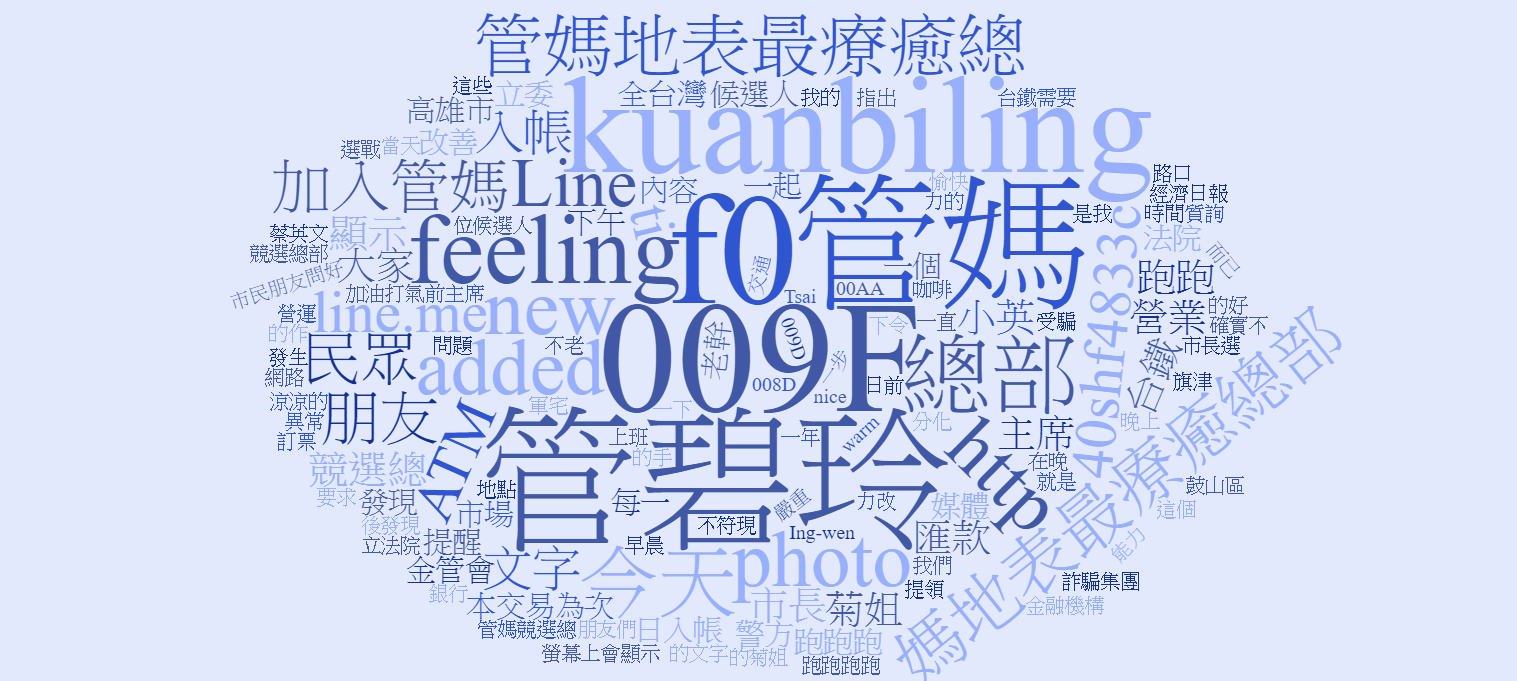 管媽地表最療癒總
這些
立委
全台灣
候選人
我的
指出
台鐵需要
高雄市
入帳
kuanbiling
選戰
當天
改善
加入管媽Line
內容
一起
愉快
力的
路口
經濟日報
是我
時間
質詢
蔡英文
競選總部
顯示
位候選人
下午
ti
feeling
f0管媽
法院
而已
大家
交通
一個
跑跑
市民朋友問好
加油打氣
前主席
line.me
new
Tsai
00AA
咖啡
40shf4833cg
營運
的作
下令
一直
小英
受騙
營業
的好
確實不
發生
網路
民眾
問題
不老
added
老幹
009D
009F
總部
市長選
008D
一步
nice
日前
台鐵
旗津
涼涼的
異常
訂票
朋友
ATM
軍宅
一下
管碧玲
上班
的手
一年
warm
分化
http
主席
晚上
媽地表最療癒總部
競選總
在晚
就是
鼓山區
要求
發現
地點
市場
每一
嚴重
力改
媒體
這個
後發現
立法院
提醒
不符現
早晨
Ing-wen
匯款
能力
金管會
文字
今天
photo
我們
提領
詐騙集團
銀行
本交易為次
市長
菊姐
金融機構
管媽競選總
朋友們
日入帳
警方
跑跑跑
螢幕上會顯示
的文字
的菊姐
跑跑跑跑